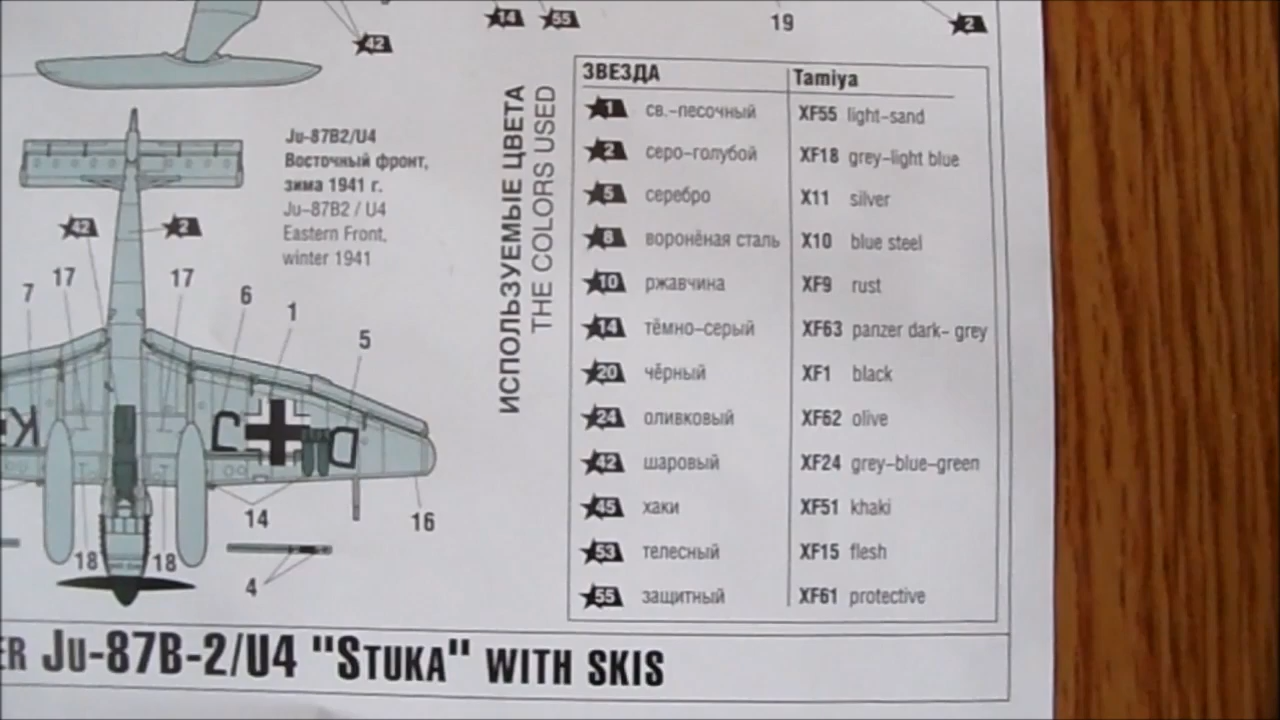 14 55 19 2
42
Ju-87B2/U4
Восточный фронт,
зима 1941 г.
Ju-87B2 / U4
Eastern Front,
winter 1941
42 2
7 17 17 6 1 5
K J D
14 16
18 18
4
ИСПОЛЬЗУЕМЫЕ ЦВЕТА
THE COLORS USED
ЗВЕЗДА Tamiya
1 св.-песочный XF55 light-sand
2 серо-голубой XF18 grey-light blue
5 серебро X11 silver
6 воронёная сталь X10 blue steel
10 ржавчина XF9 rust
14 тёмно-серый XF63 panzer dark- grey
20 чёрный XF1 black
24 оливковый XF62 olive
42 шаровый XF24 grey-blue-green
45 хаки XF51 khaki
53 телесный XF15 flesh
55 защитный XF61 protective
ER JU-87B-2/U4 "STUKA" WITH SKIS